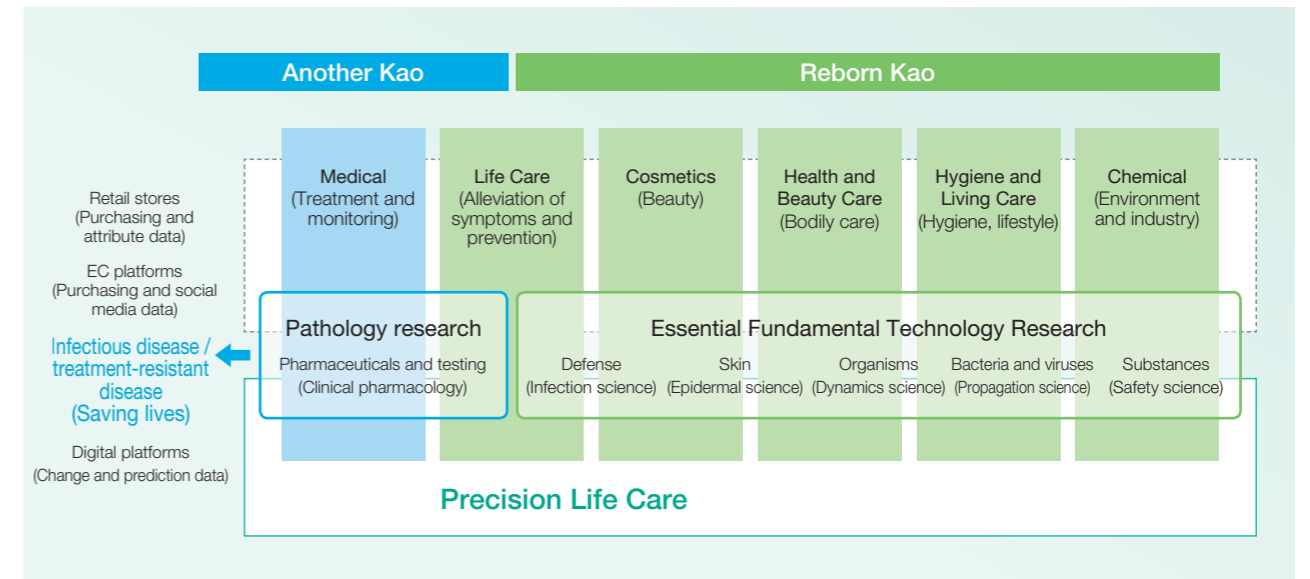 Another Kao
Reborn Kao
Medical
(Treatment and
monitoring)
Life Care
(Alleviation of
symptoms and
prevention)
Cosmetics
(Beauty)
Health and
Beauty Care
(Bodily care)
Hygiene and
Living Care
(Hygiene, lifestyle)
Chemical
(Environment
and industry)
Retail stores
(Purchasing and
attribute data)
EC platforms
(Purchasing and social
media data)
Infectious disease /
treatment-resistant
disease
(Saving lives)
Digital platforms
(Change and prediction data)
Pathology research
Pharmaceuticals and testing
(Clinical pharmacology)
Essential Fundamental Technology Research
Defense
(Infection science)
Skin
(Epidermal science)
Organisms
(Dynamics science)
Bacteria and viruses
(Propagation science)
Substances
(Safety science)
Precision Life Care